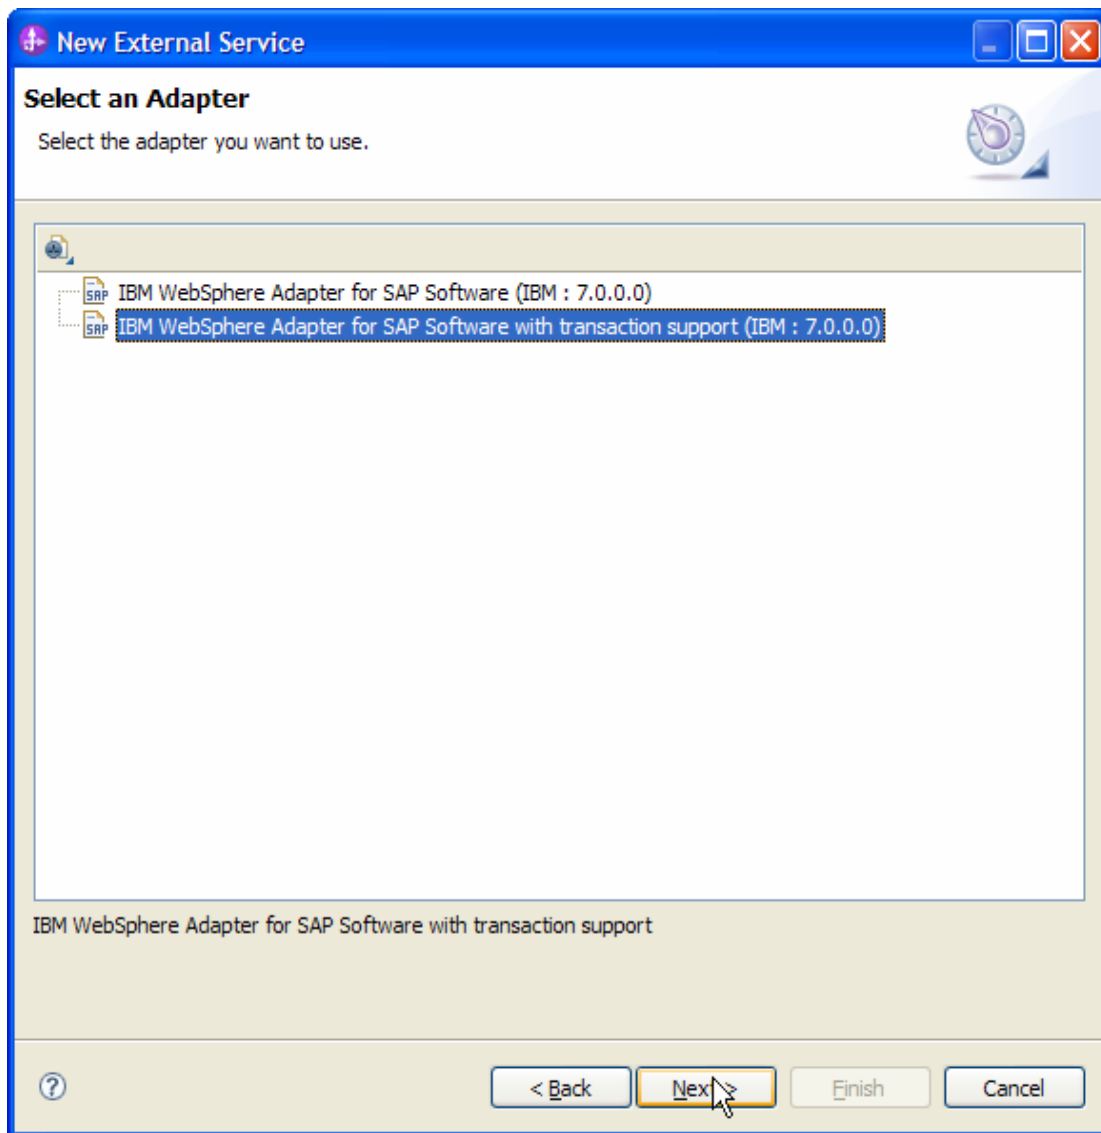 New External Service
Select an Adapter
Select the adapter you want to use.
SAP IBM WebSphere Adapter for SAP Software (IBM : 7.0.0.0)
SAP IBM WebSphere Adapter for SAP Software with transaction support (IBM : 7.0.0.0)
IBM WebSphere Adapter for SAP Software with transaction support
? < Back Next > Finish Cancel